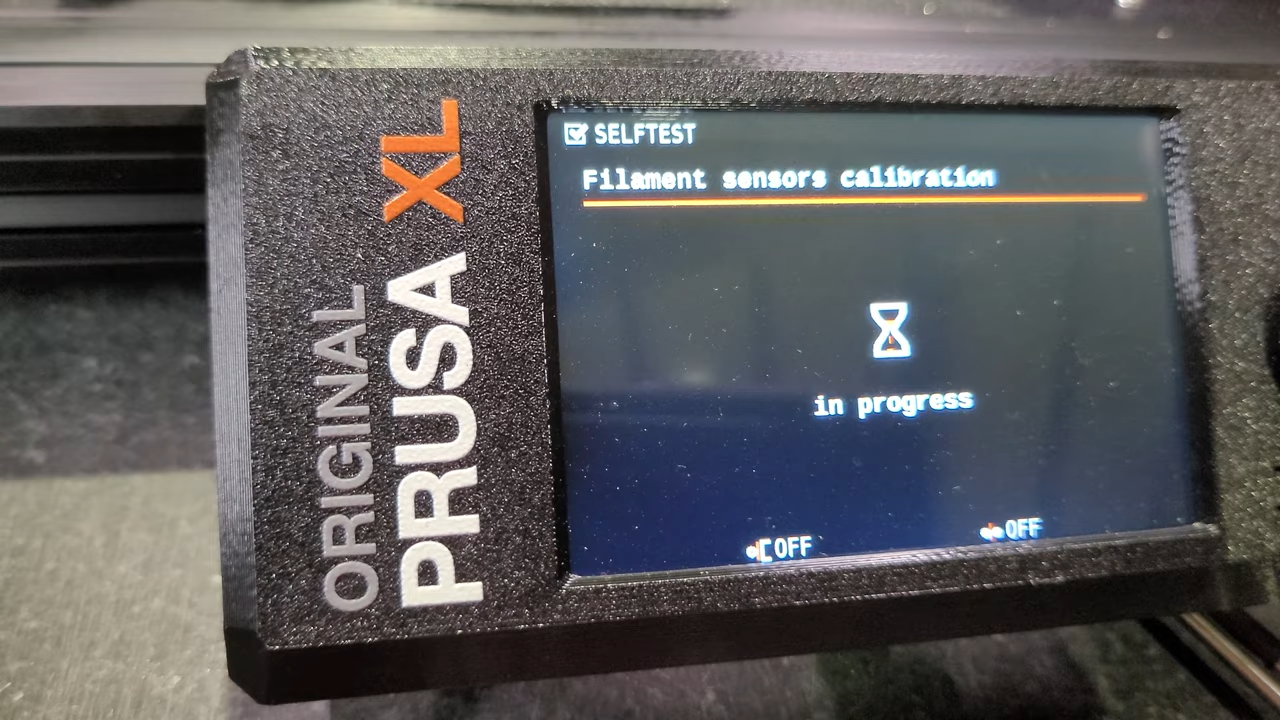 ORIGINAL
PRUSA XL
SELFTEST
Filament sensors calibration
in progress
OFF
OFF